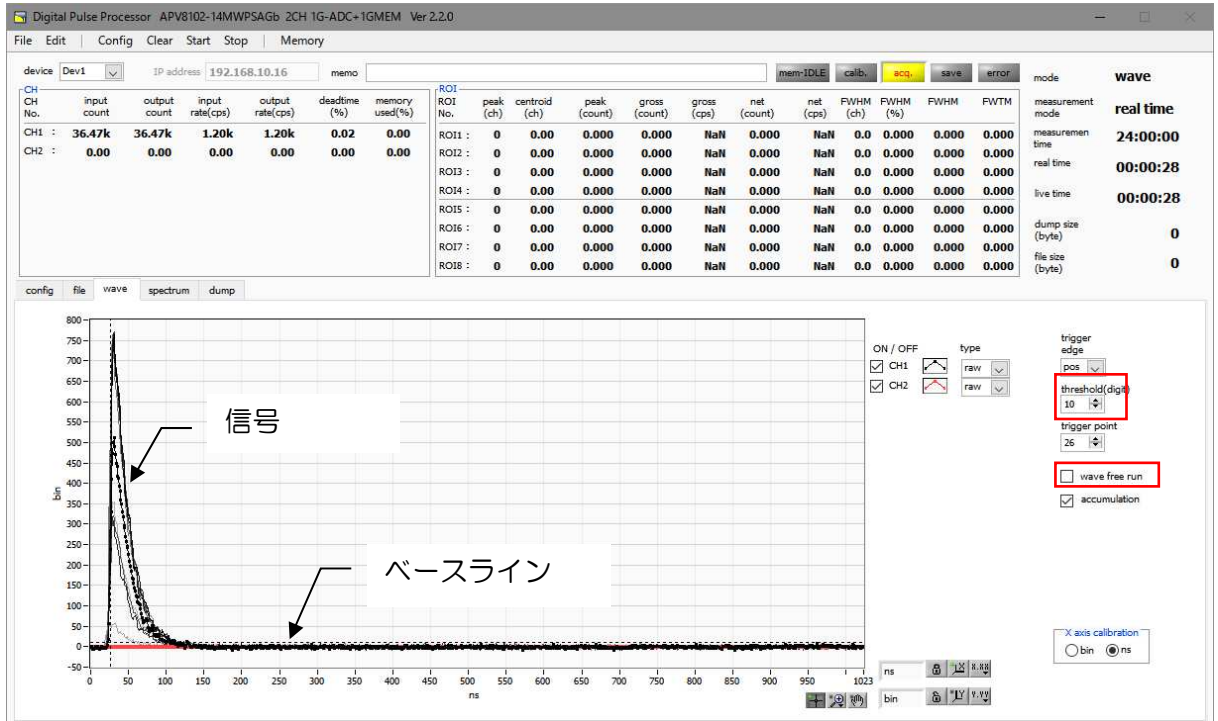 Digital Pulse Processor APV8102-14MWPSAGb 2CH 1G-ADC+1GMEM Ver 2.2.0
File Edit | Config Clear Start Stop | Memory
device Dev1 IP address 192.168.10.16 memo mem-IDLE calib. acq. save error
mode wave
measurement mode real time
measuremen time 24:00:00
real time 00:00:28
live time 00:00:28
dump size (byte) 0
file size (byte) 0
CH
CH No. input count output count input rate(cps) output rate(cps) deadtime (%) memory used(%)
CH1 : 36.47k 36.47k 1.20k 1.20k 0.02 0.00
CH2 : 0.00 0.00 0.00 0.00 0.00 0.00
ROI
ROI No. peak (ch) centroid (ch) peak (count) gross (count) gross (cps) net (count) net (cps) FWHM (ch) FWHM (%) FWHM FWTM
ROI1 : 0 0.00 0.000 0.000 NaN 0.000 NaN 0.0 0.000 0.000 0.000
ROI2 : 0 0.00 0.000 0.000 NaN 0.000 NaN 0.0 0.000 0.000 0.000
ROI3 : 0 0.00 0.000 0.000 NaN 0.000 NaN 0.0 0.000 0.000 0.000
ROI4 : 0 0.00 0.000 0.000 NaN 0.000 NaN 0.0 0.000 0.000 0.000
ROI5 : 0 0.00 0.000 0.000 NaN 0.000 NaN 0.0 0.000 0.000 0.000
ROI6 : 0 0.00 0.000 0.000 NaN 0.000 NaN 0.0 0.000 0.000 0.000
ROI7 : 0 0.00 0.000 0.000 NaN 0.000 NaN 0.0 0.000 0.000 0.000
ROI8 : 0 0.00 0.000 0.000 NaN 0.000 NaN 0.0 0.000 0.000 0.000
config file wave spectrum dump
800
750
700
650
600
550
500
450
400
350
300
250
200
150
100
50
0
-50
bin
信号
ベースライン
0 50 100 150 200 250 300 350 400 450 500 550 600 650 700 750 800 850 900 950 1023
ns
ON / OFF type
CH1 raw
CH2 raw
trigger edge
pos
threshold(digit)
10
trigger point
26
wave free run
accumulation
X axis calibration
bin ns
ns X X.XX
bin Y Y.YY